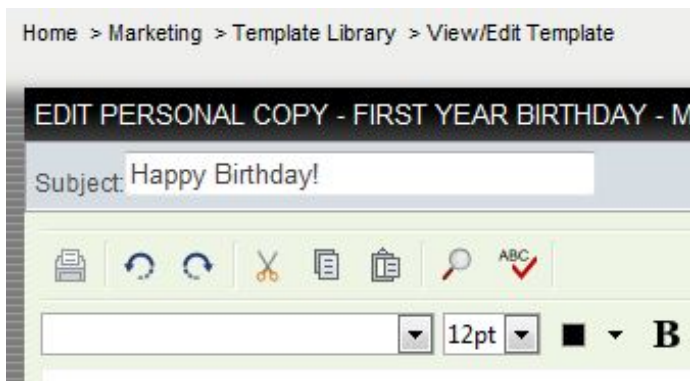 Home > Marketing > Template Library > View/Edit Template
EDIT PERSONAL COPY - FIRST YEAR BIRTHDAY - M
Subject: Happy Birthday!
ABC
12pt B